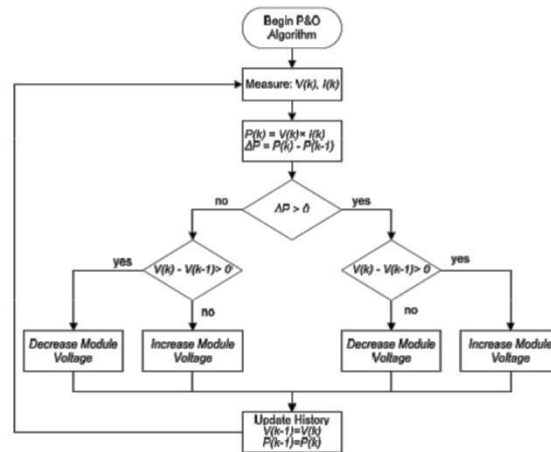 Begin P&O
Algorithm
Measure: V(k), I(k)
P(k) = V(k)× I(k)
ΔP = P(k) - P(k-1)
no
ΔP > 0
yes
yes
V(k) - V(k-1)> 0
no
V(k) - V(k-1)> 0
yes
no
Decrease Module
Voltage
Increase Module
Voltage
Decrease Module
Voltage
Increase Module
Voltage
Update History
V(k-1)=V(k)
P(k-1)=P(k)